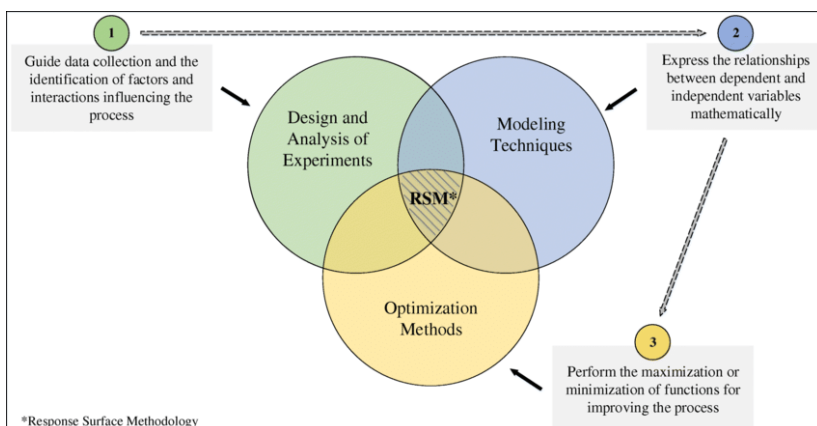 1
Guide data collection and the
identification of factors and
interactions influencing the
process
2
Express the relationships
between dependent and
independent variables
mathematically
Design and
Analysis of
Experiments
Modeling
Techniques
RSM*
Optimization
Methods
3
Perform the maximization or
minimization of functions for
improving the process
*Response Surface Methodology